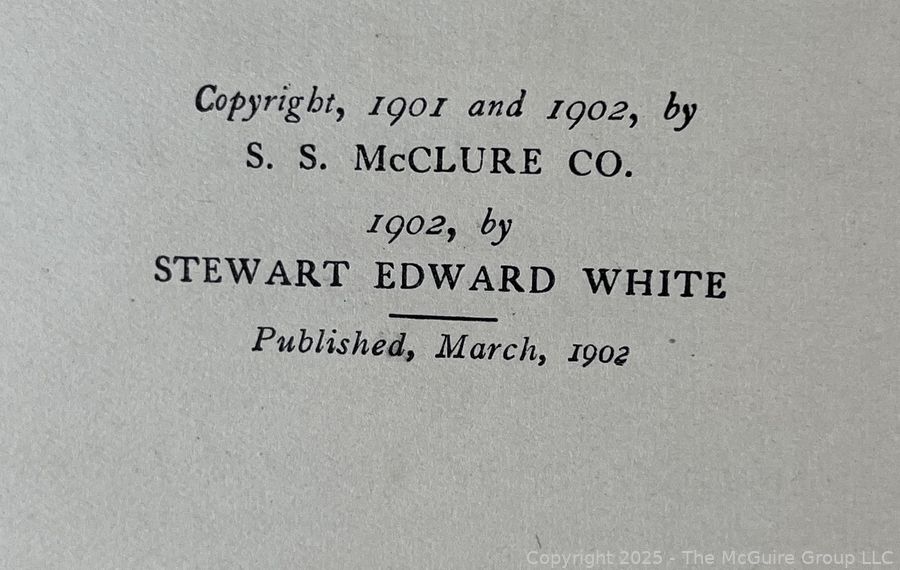 Copyright, 1901 and 1902, by
S. S. McCLURE CO.
1902, by
STEWART EDWARD WHITE
Published, March, 1902
Copyright 2025 - The McGuire Group LLC